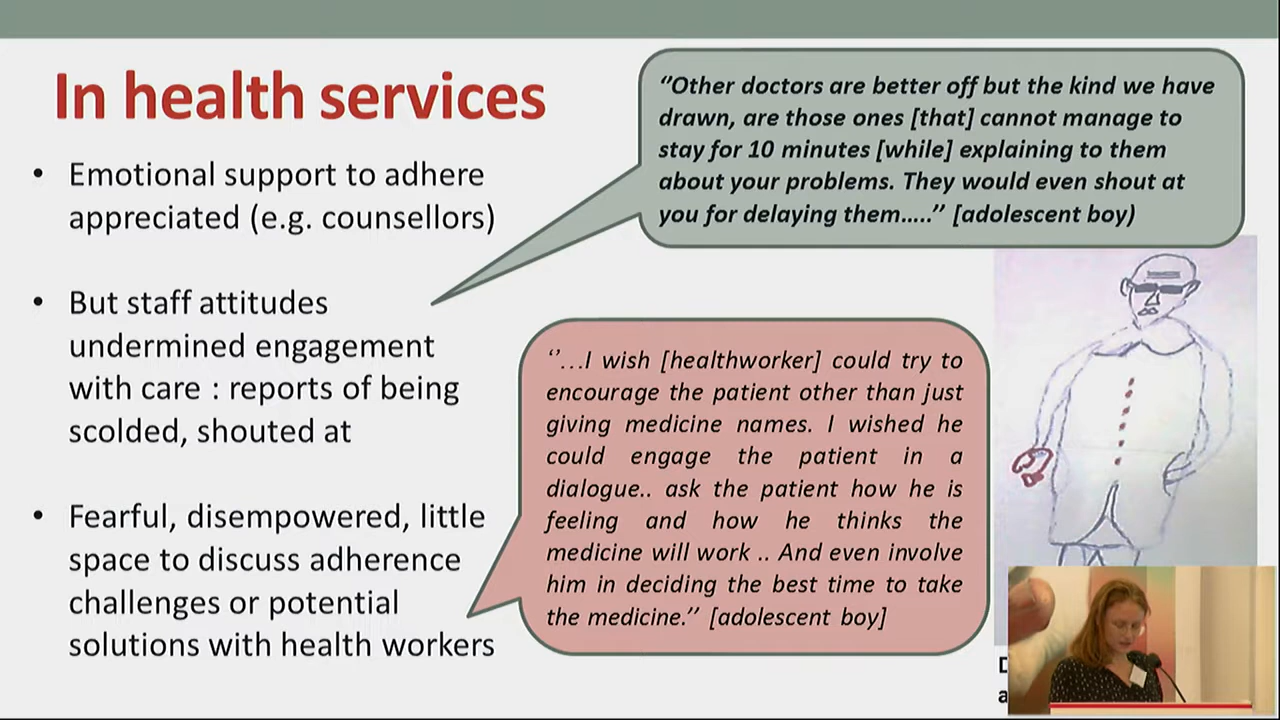 In health services
• Emotional support to adhere
appreciated (e.g. counsellors)
• But staff attitudes
undermined engagement
with care : reports of being
scolded, shouted at
• Fearful, disempowered, little
space to discuss adherence
challenges or potential
solutions with health workers
‘’Other doctors are better off but the kind we have
drawn, are those ones [that] cannot manage to
stay for 10 minutes [while] explaining to them
about your problems. They would even shout at
you for delaying them…..’’ [adolescent boy)
‘’…I wish [healthworker] could try to
encourage the patient other than just
giving medicine names. I wished he
could engage the patient in a
dialogue.. ask the patient how he is
feeling and how he thinks the
medicine will work .. And even involve
him in deciding the best time to take
the medicine.’’ [adolescent boy]